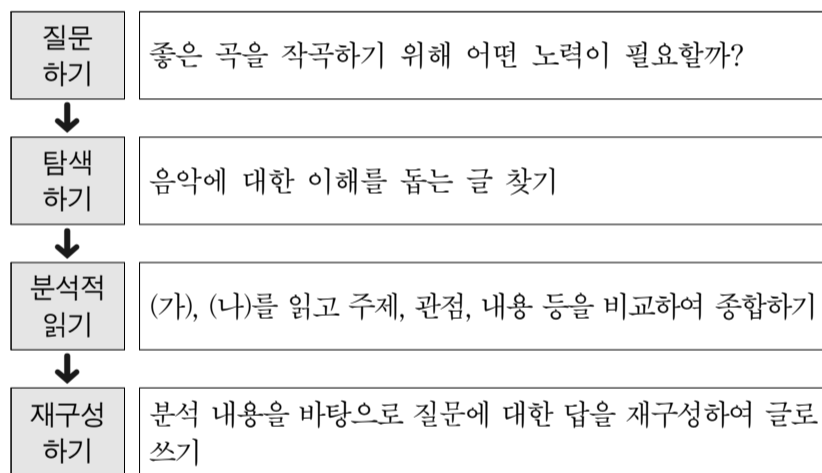 질문
하기
좋은 곡을 작곡하기 위해 어떤 노력이 필요할까?
탐색
하기
음악에 대한 이해를 돕는 글 찾기
분석적
읽기
(가), (나)를 읽고 주제, 관점, 내용 등을 비교하여 종합하기
재구성
하기
분석 내용을 바탕으로 질문에 대한 답을 재구성하여 글로
쓰기